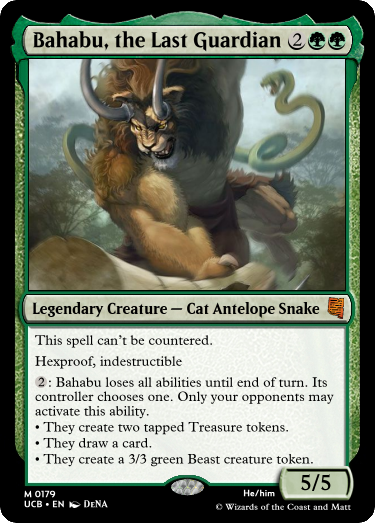 Bahabu, the Last Guardian 2
Legendary Creature — Cat Antelope Snake
This spell can't be countered.
Hexproof, indestructible
2: Bahabu loses all abilities until end of turn. Its
controller chooses one. Only your opponents may
activate this ability.
• They create two tapped Treasure tokens.
• They draw a card.
• They create a 3/3 green Beast creature token.
5/5
M 0179
He/him
UCB • EN DeNA
© Wizards of the Coast and Matt